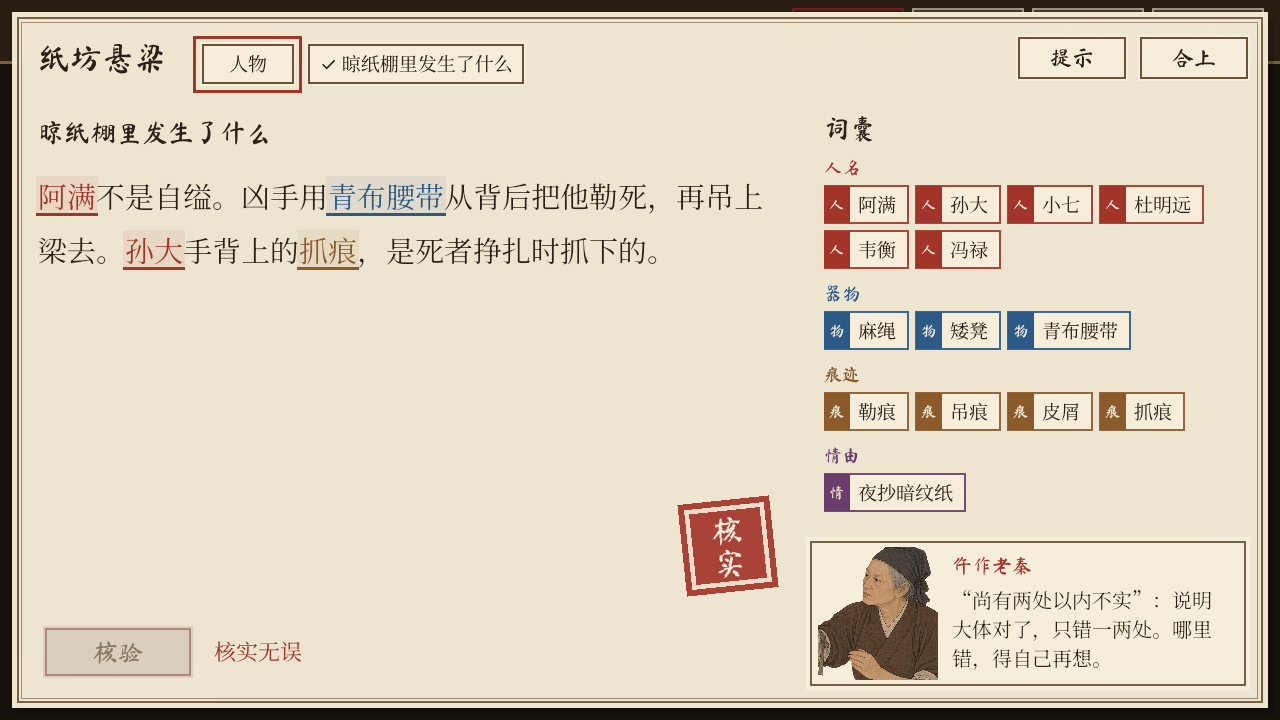 纸坊悬梁
人物
✓ 晾纸棚里发生了什么
提示
合上
晾纸棚里发生了什么
阿满不是自缢。凶手用青布腰带从背后把他勒死，再吊上
梁去。孙大手背上的抓痕，是死者挣扎时抓下的。
核实
核验
核实无误
词囊
人名
人 阿满 人 孙大 人 小七 人 杜明远
人 韦衡 人 冯禄
器物
物 麻绳 物 矮凳 物 青布腰带
痕迹
痕 勒痕 痕 吊痕 痕 皮屑 痕 抓痕
情由
情 夜抄暗纹纸
仵作老秦
“尚有两处以内不实”：说明
大体对了，只错一两处。哪里
错，得自己再想。